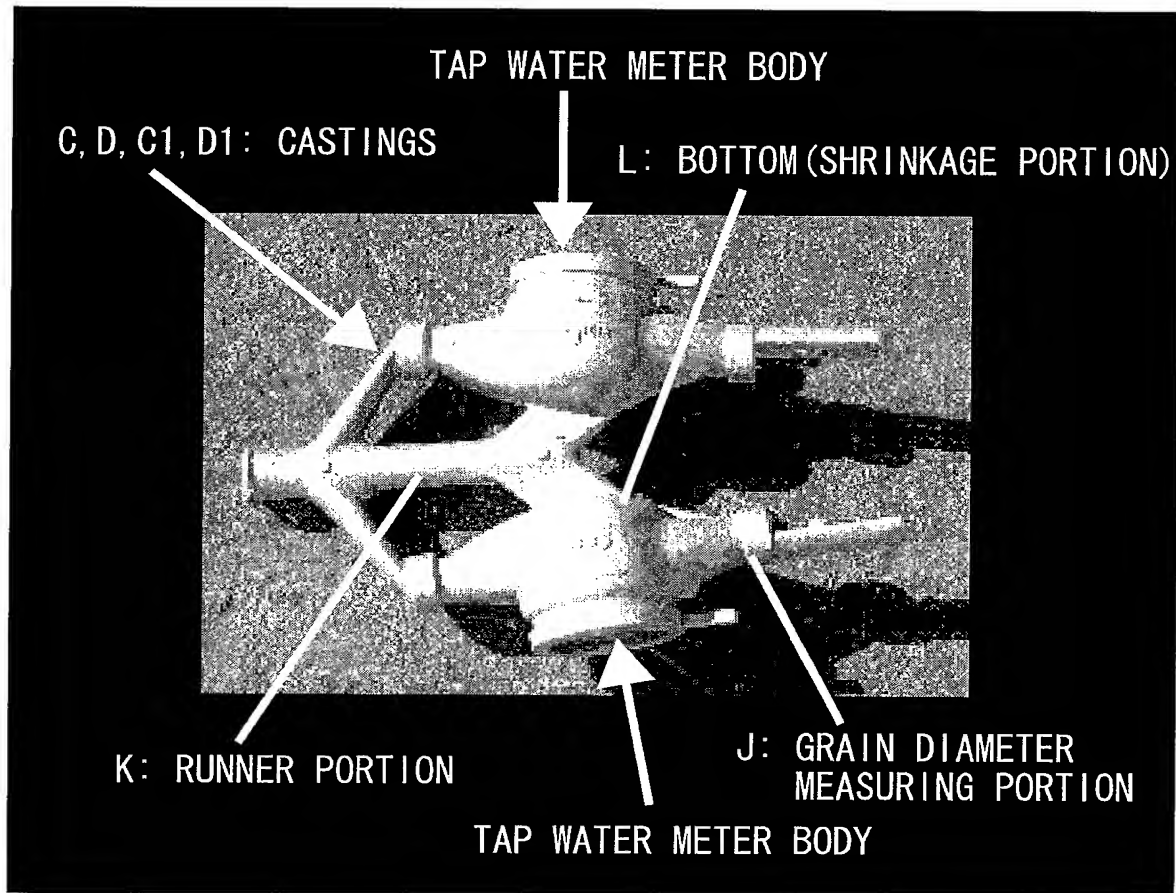 TAP WATER METER BODY
C, D, C1, D1: CASTINGS
L: BOTTOM (SHRINKAGE PORTION)
K: RUNNER PORTION
J: GRAIN DIAMETER
MEASURING PORTION
TAP WATER METER BODY